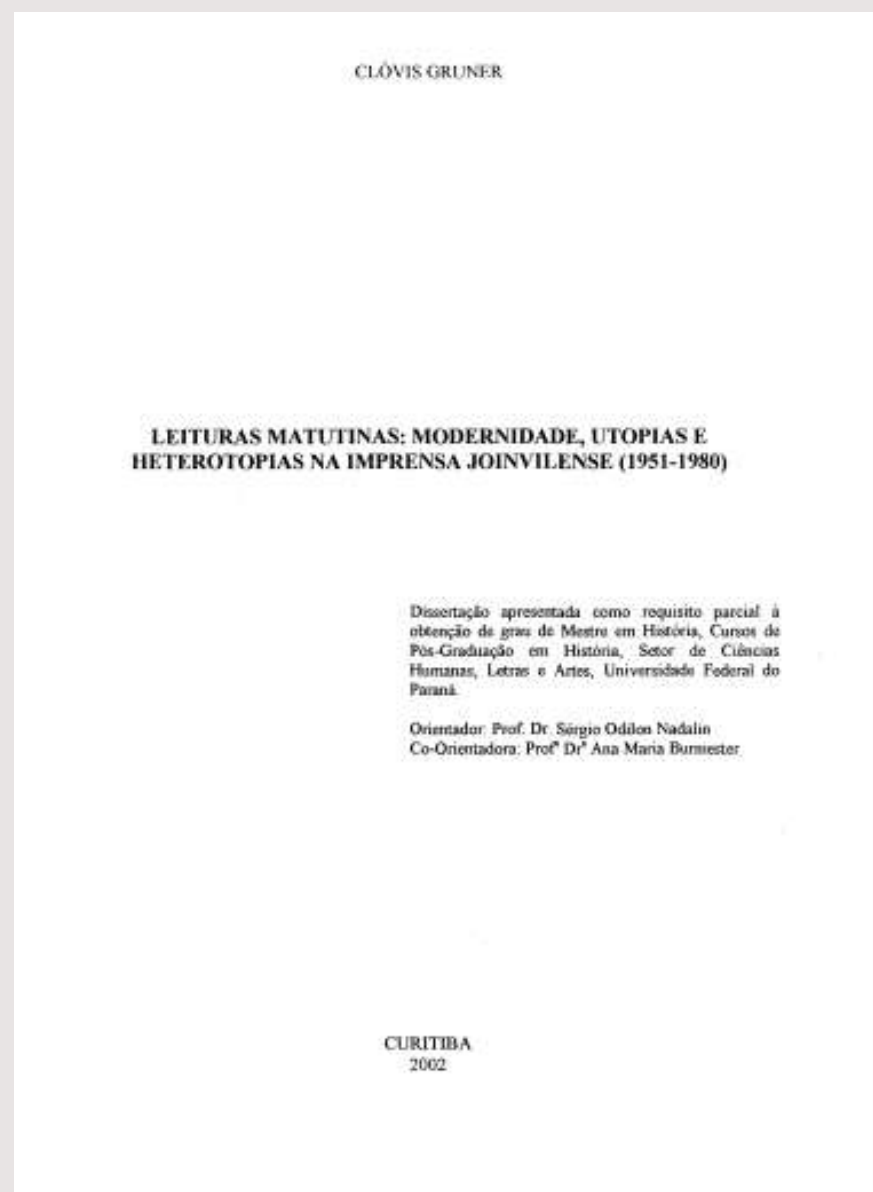 CLÓVIS GRUNER
LEITURAS MATUTINAS: MODERNIDADE, UTOPIAS E
HETEROTOPIAS NA IMPRENSA JOINVILENSE (1951-1980)
Dissertação apresentada como requisito parcial à
obtenção de grau de Mestre em História, Cursos de
Pós-Graduação em História, Setor de Ciências
Humanas, Letras e Artes, Universidade Federal do
Paraná.
Orientador: Prof. Dr. Sérgio Odilon Nadalin
Co-Orientadora: Profª Drª Ana Maria Burmester
CURITIBA
2002